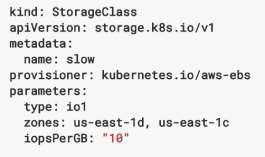 kind: StorageClass
apiVersion: storage.k8s.io/v1
metadata:
  name: slow
provisioner: kubernetes.io/aws-ebs
parameters:
  type: io1
  zones: us-east-1d, us-east-1c
  iopsPerGB: "10"